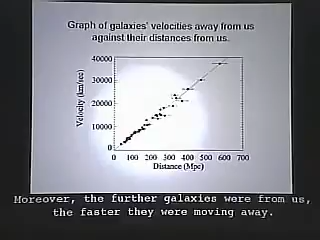 Graph of galaxies' velocities away from us
against their distances from us.
40000
30000
20000
10000
0
Velocity (km/sec)
0 100 200 300 400 500 600 700
Distance (Mpc)
Moreover, the further galaxies were from us,
the faster they were moving away.